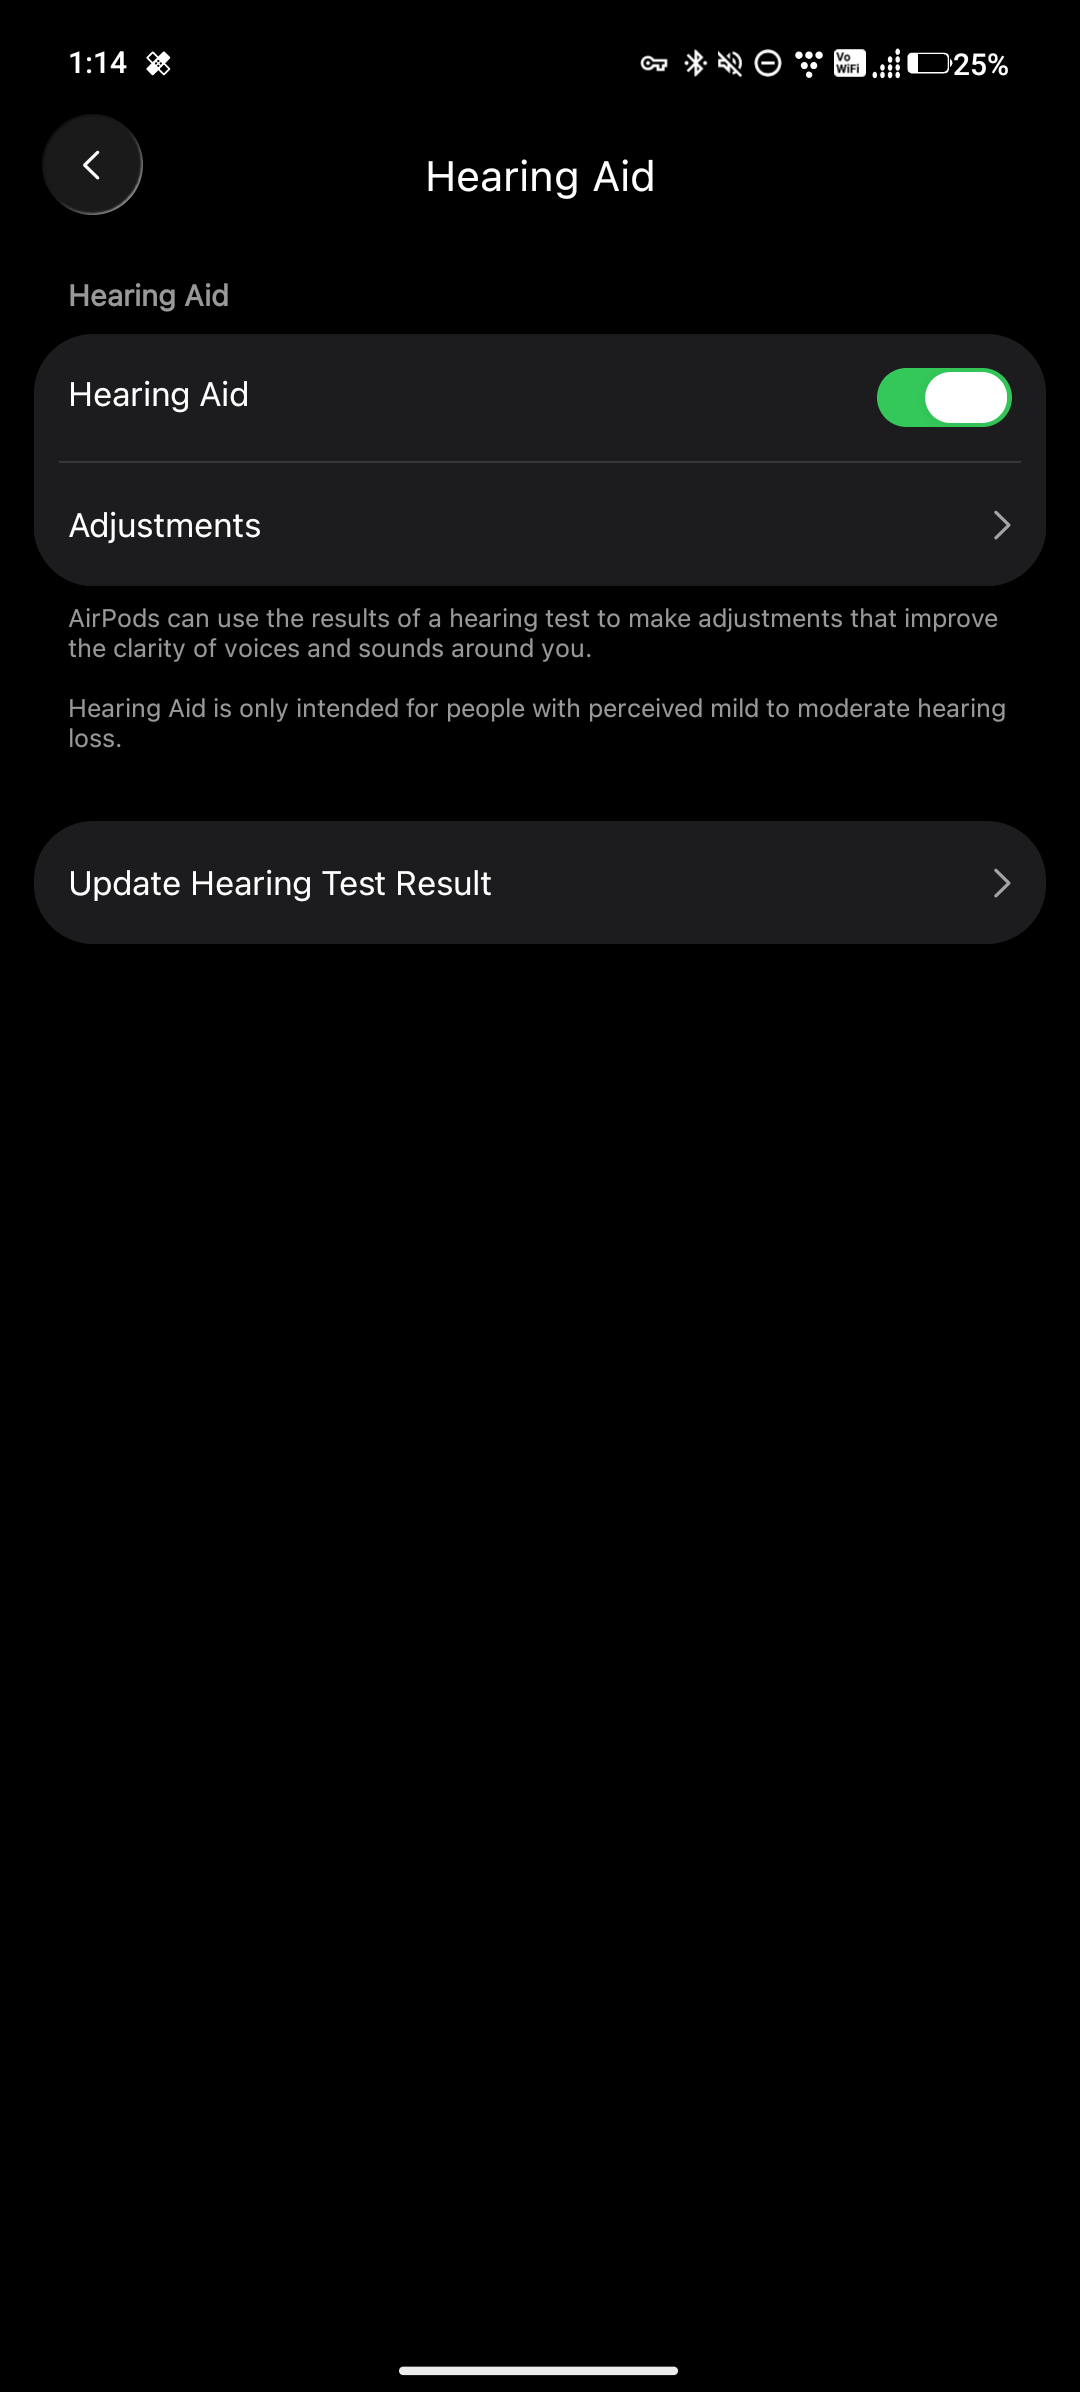 1:14
Vo
WiFi
25%
Hearing Aid
Hearing Aid
Hearing Aid
Adjustments
AirPods can use the results of a hearing test to make adjustments that improve
the clarity of voices and sounds around you.
Hearing Aid is only intended for people with perceived mild to moderate hearing
loss.
Update Hearing Test Result